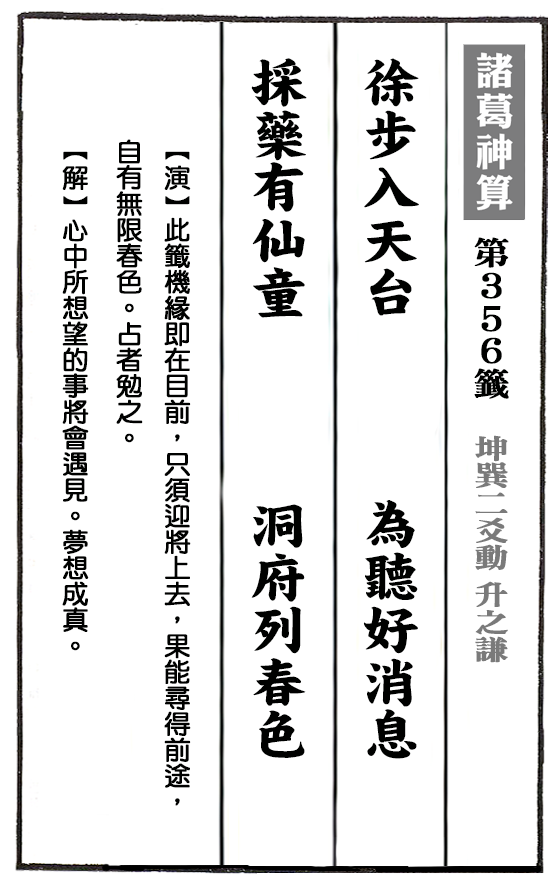 諸葛神算 第356籤 坤巽二爻動 升之謙
徐步入天台 為聽好消息
採藥有仙童 洞府列春色
【演】此籤機緣即在目前，只須迎將上去，果能尋得前途，
自有無限春色。占者勉之。
【解】心中所想望的事將會遇見。夢想成真。